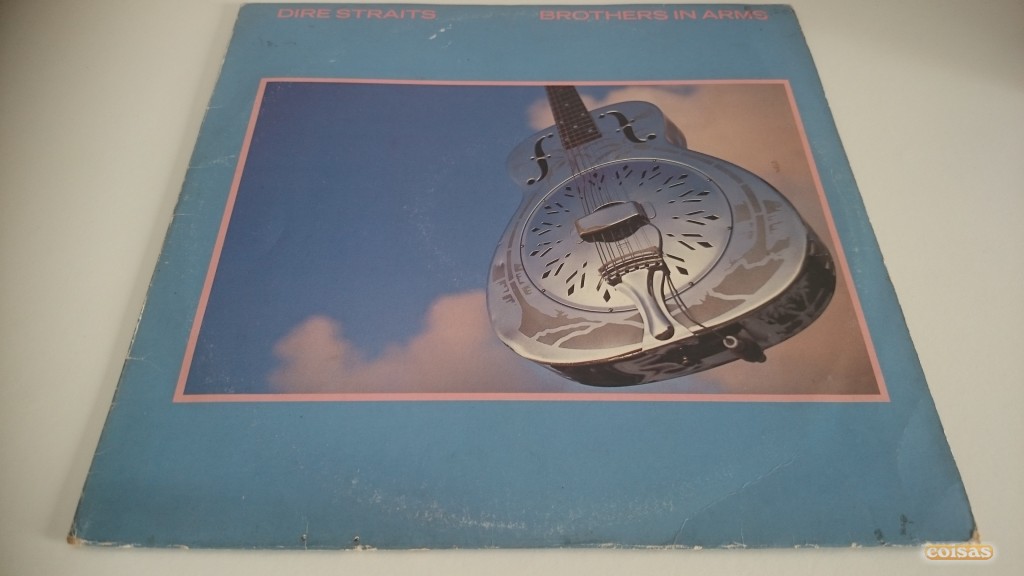 DIRE STRAITS BROTHERS IN ARMS
coisas